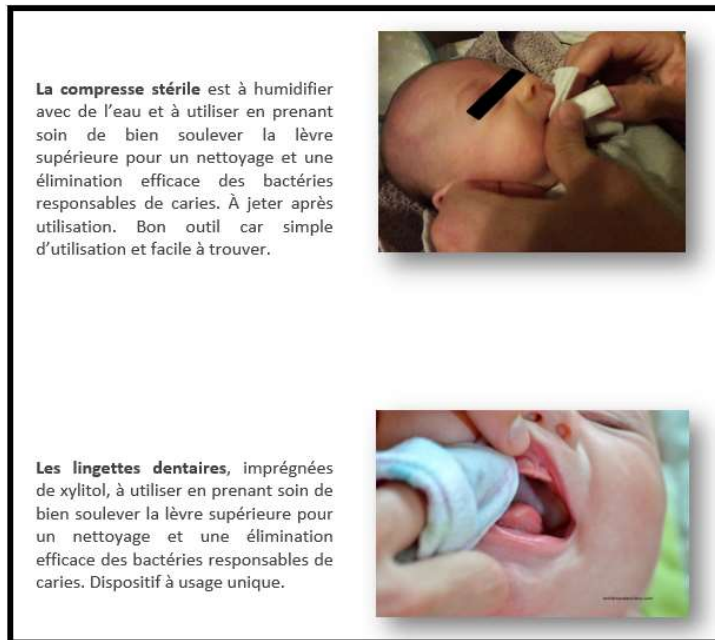 La compresse stérile est à humidifier
avec de l'eau et à utiliser en prenant
soin de bien soulever la lèvre
supérieure pour un nettoyage et une
élimination efficace des bactéries
responsables de caries. À jeter après
utilisation. Bon outil car simple
d'utilisation et facile à trouver.
Les lingettes dentaires, imprégnées
de xylitol, à utiliser en prenant soin de
bien soulever la lèvre supérieure pour
un nettoyage et une élimination
efficace des bactéries responsables de
caries. Dispositif à usage unique.